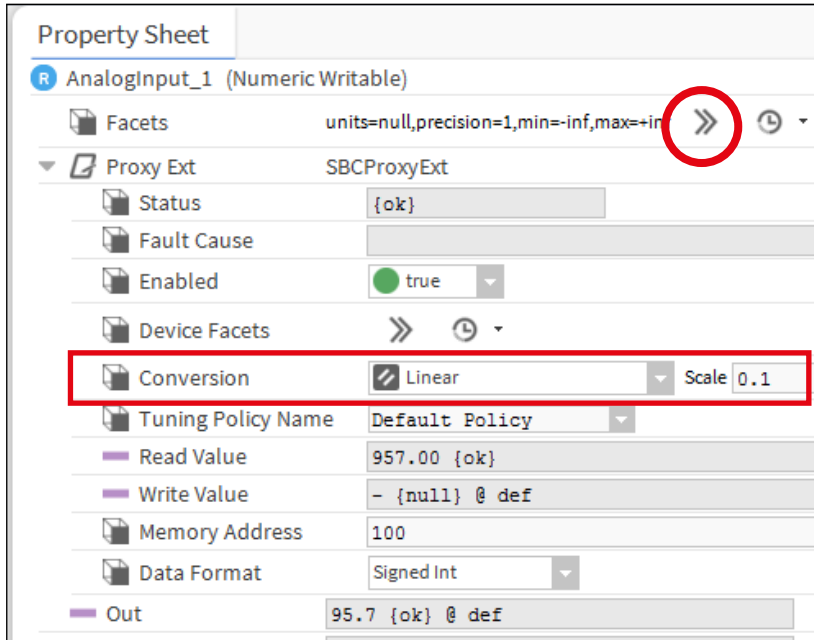 Property Sheet
R AnalogInput_1 (Numeric Writable)
Facets units=null,precision=1,min=-inf,max=+in
Proxy Ext SBCProxyExt
Status {ok}
Fault Cause
Enabled true
Device Facets
Conversion Linear Scale 0.1
Tuning Policy Name Default Policy
Read Value 957.00 {ok}
Write Value - {null} @ def
Memory Address 100
Data Format Signed Int
Out 95.7 {ok} @ def